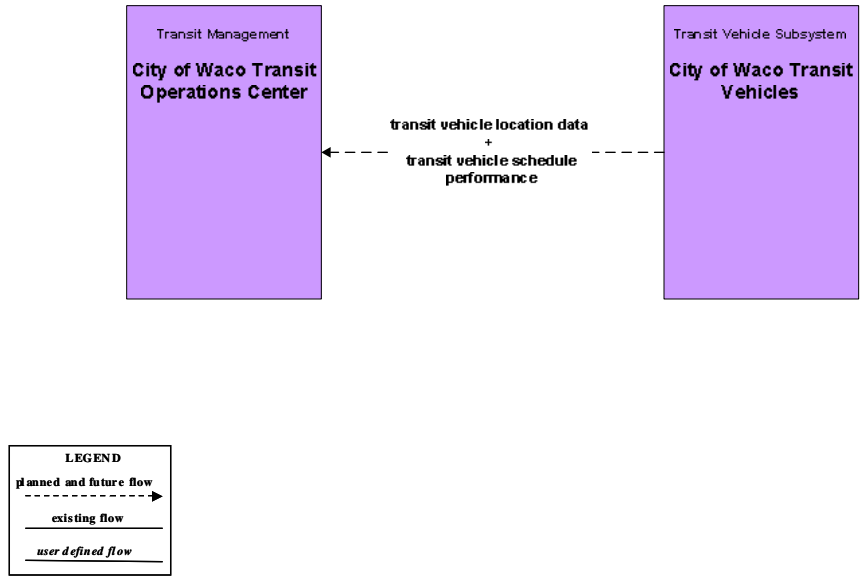 Transit Management
City of Waco Transit
Operations Center
Transit Vehicle Subsystem
City of Waco Transit
Vehicles
transit vehicle location data
+
transit vehicle schedule
performance
LEGEND
planned and future flow
existing flow
user defined flow